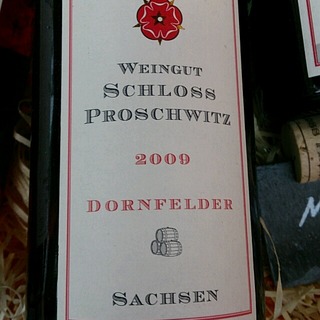 Weingut
Schloss
Proschwitz
2009
Dornfelder
Sachsen